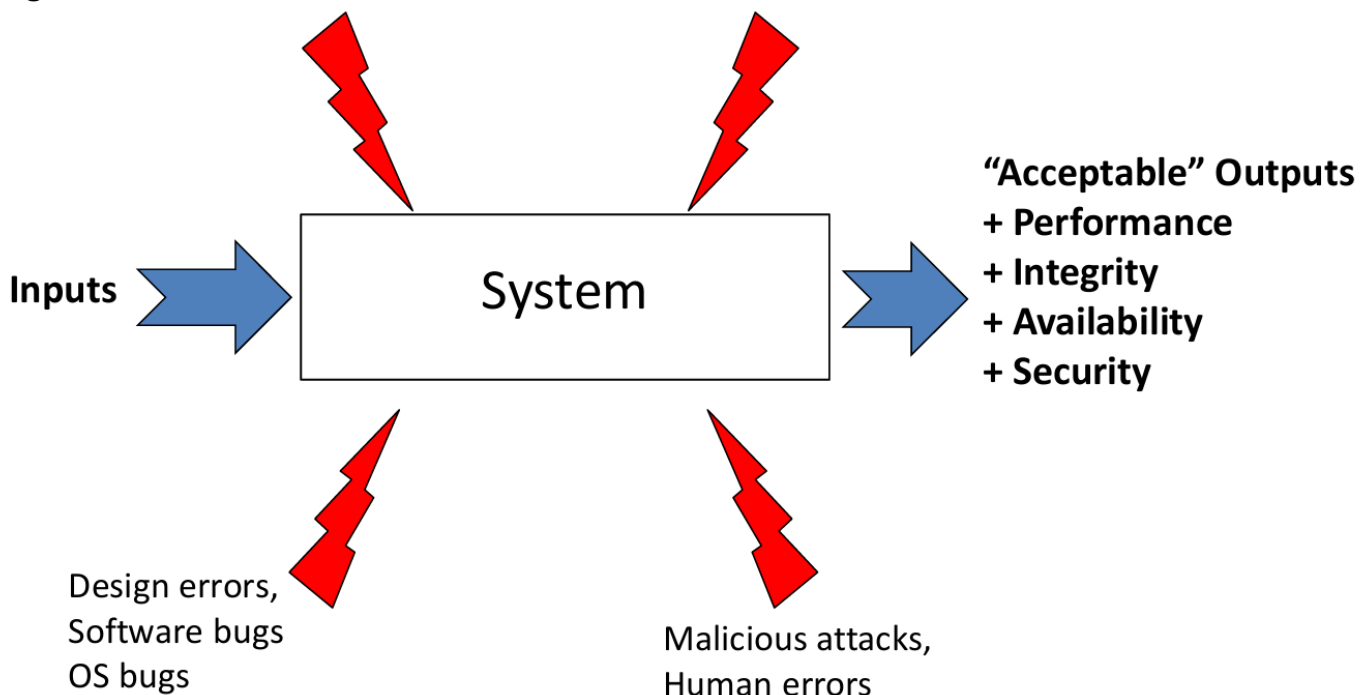 “Acceptable” Outputs
+ Performance
Inputs
System
+ Integrity
+ Availability
+ Security
Design errors,
Software bugs
OS bugs
Malicious attacks,
Human errors